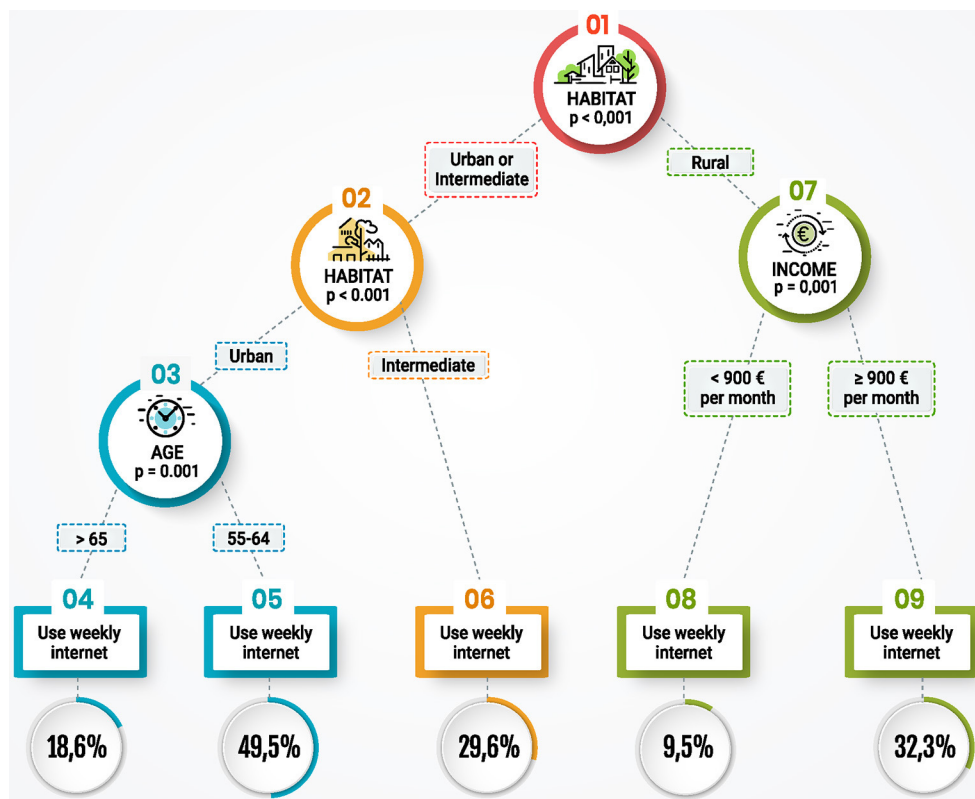 01
HABITAT
p < 0,001
Urban or
Intermediate
Rural
02
HABITAT
p < 0.001
07
€
INCOME
p = 0,001
Urban
Intermediate
< 900 €
per month
≥ 900 €
per month
03
AGE
p = 0.001
> 65
55-64
04
Use weekly
internet
18,6%
05
Use weekly
internet
49,5%
06
Use weekly
internet
29,6%
08
Use weekly
internet
9,5%
09
Use weekly
internet
32,3%